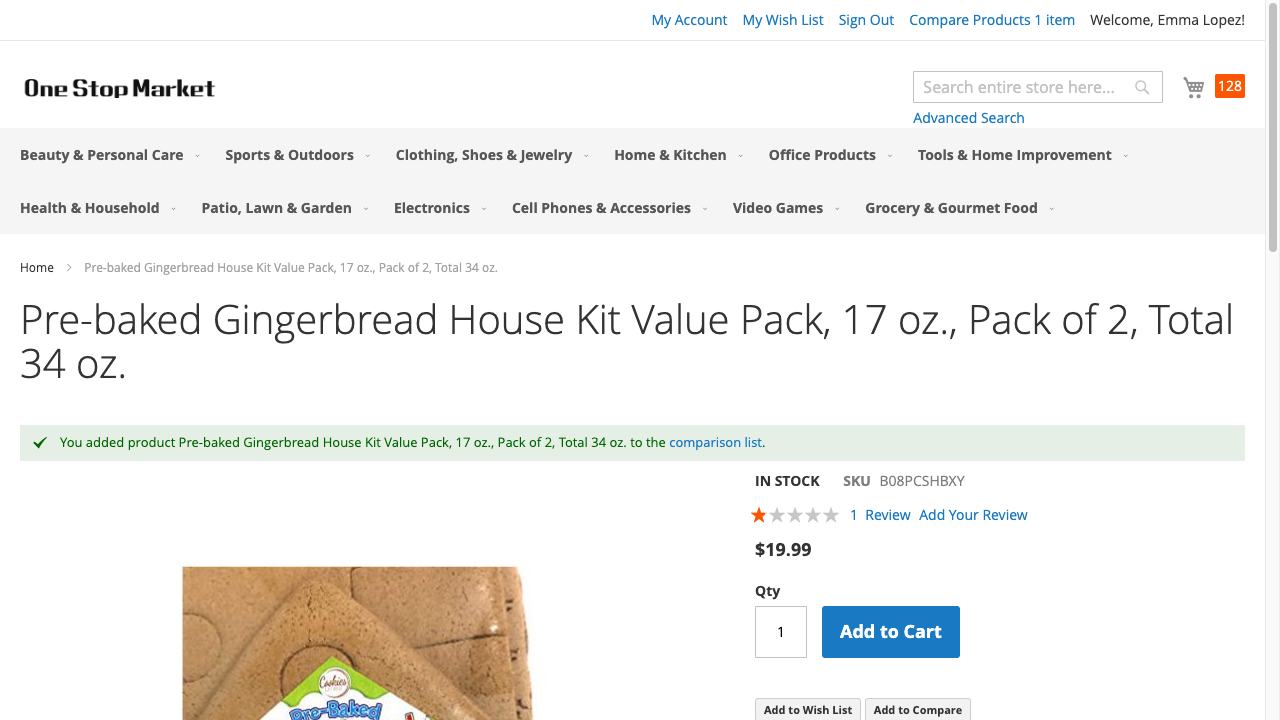 My Account My Wish List Sign Out Compare Products 1 item Welcome, Emma Lopez!
One Stop Market
Search entire store here...
128
Advanced Search
Beauty & Personal Care Sports & Outdoors Clothing, Shoes & Jewelry Home & Kitchen Office Products Tools & Home Improvement
Health & Household Patio, Lawn & Garden Electronics Cell Phones & Accessories Video Games Grocery & Gourmet Food
Home Pre-baked Gingerbread House Kit Value Pack, 17 oz., Pack of 2, Total 34 oz.
Pre-baked Gingerbread House Kit Value Pack, 17 oz., Pack of 2, Total
34 oz.
You added product Pre-baked Gingerbread House Kit Value Pack, 17 oz., Pack of 2, Total 34 oz. to the comparison list.
IN STOCK SKU B08PCSHBXY
1 Review Add Your Review
$19.99
Qty
1
Add to Cart
Add to Wish List Add to Compare
Cookies
Pre-Baked